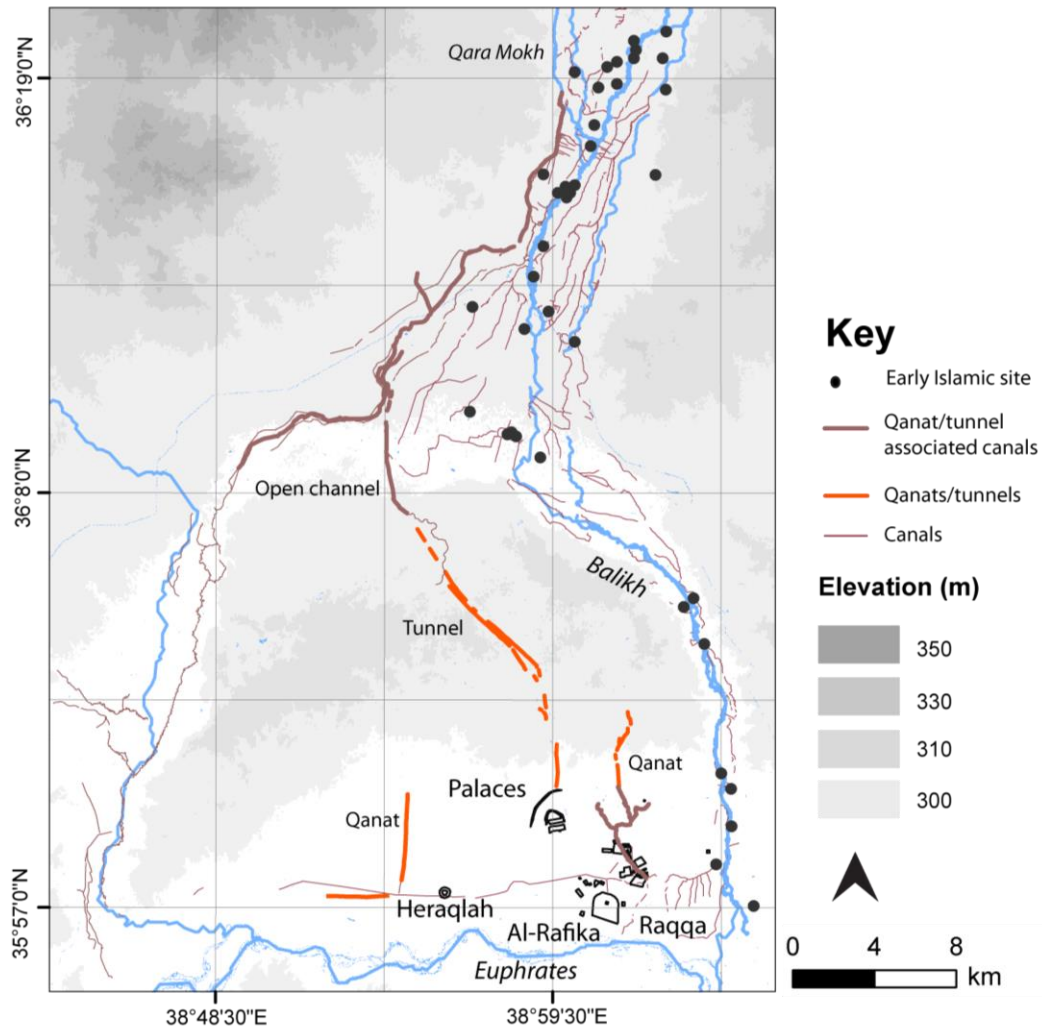 Qara Mokh
36°19'0"N
Open channel
36°8'0"N
Balikh
Tunnel
Qanat
Palaces
Qanat
Heraqlah
Al-Rafika
Raqqa
35°57'0"N
Euphrates
38°48'30"E
38°59'30"E
Key
Early Islamic site
Qanat/tunnel
associated canals
Qanats/tunnels
Canals
Elevation (m)
350
330
310
300
0 4 8
km